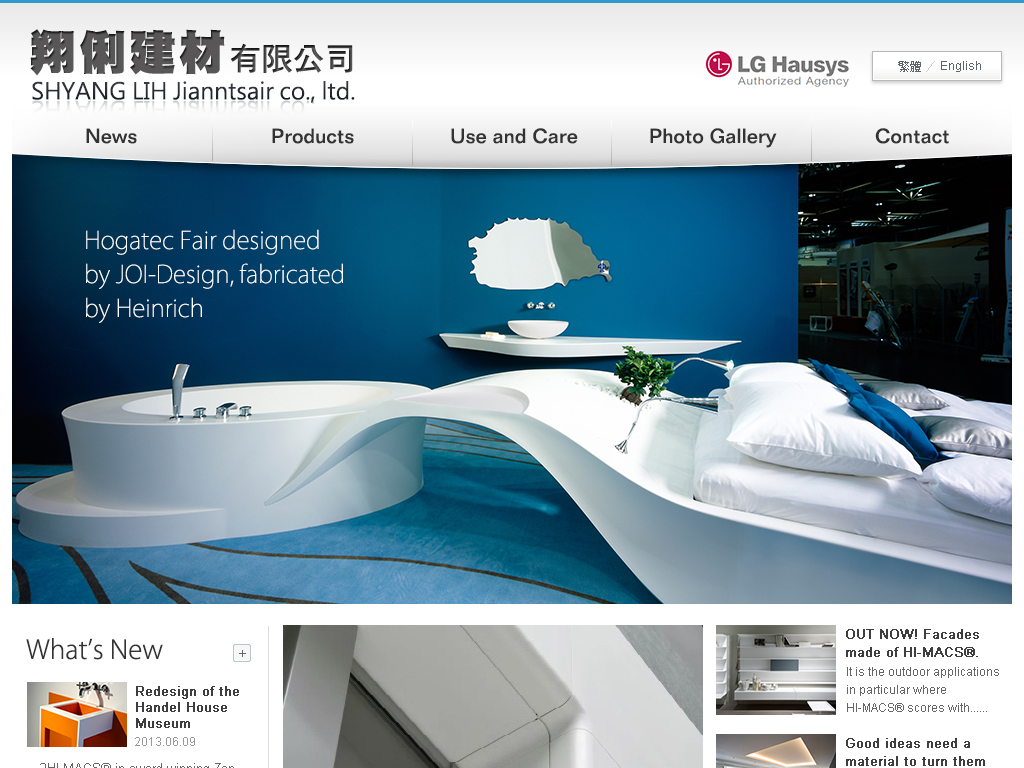 翔俐建材有限公司
SHYANG LIH Jianntsair co., ltd.
LG Hausys
Authorized Agency
繁體 / English
News
Products
Use and Care
Photo Gallery
Contact
Hogatec Fair designed
by JOI-Design, fabricated
by Heinrich
What's New
+
Redesign of the
Handel House
Museum
2013.06.09
OUT NOW! Facades
made of HI-MACS®.
It is the outdoor applications
in particular where
HI-MACS® scores with......
Good ideas need a
material to turn them